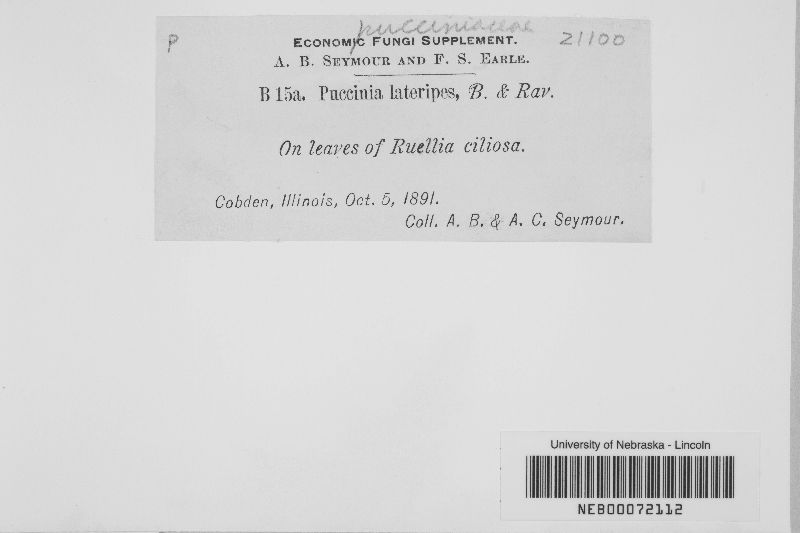 pucciniaceae
P
21100
Economic Fungi Supplement.
A. B. Seymour and F. S. Earle.
B 15a. Puccinia lateripes, B. & Rav.
On leaves of Ruellia ciliosa.
Cobden, Illinois, Oct. 5, 1891.
Coll. A. B. & A. C. Seymour.
University of Nebraska - Lincoln
NEB00072112